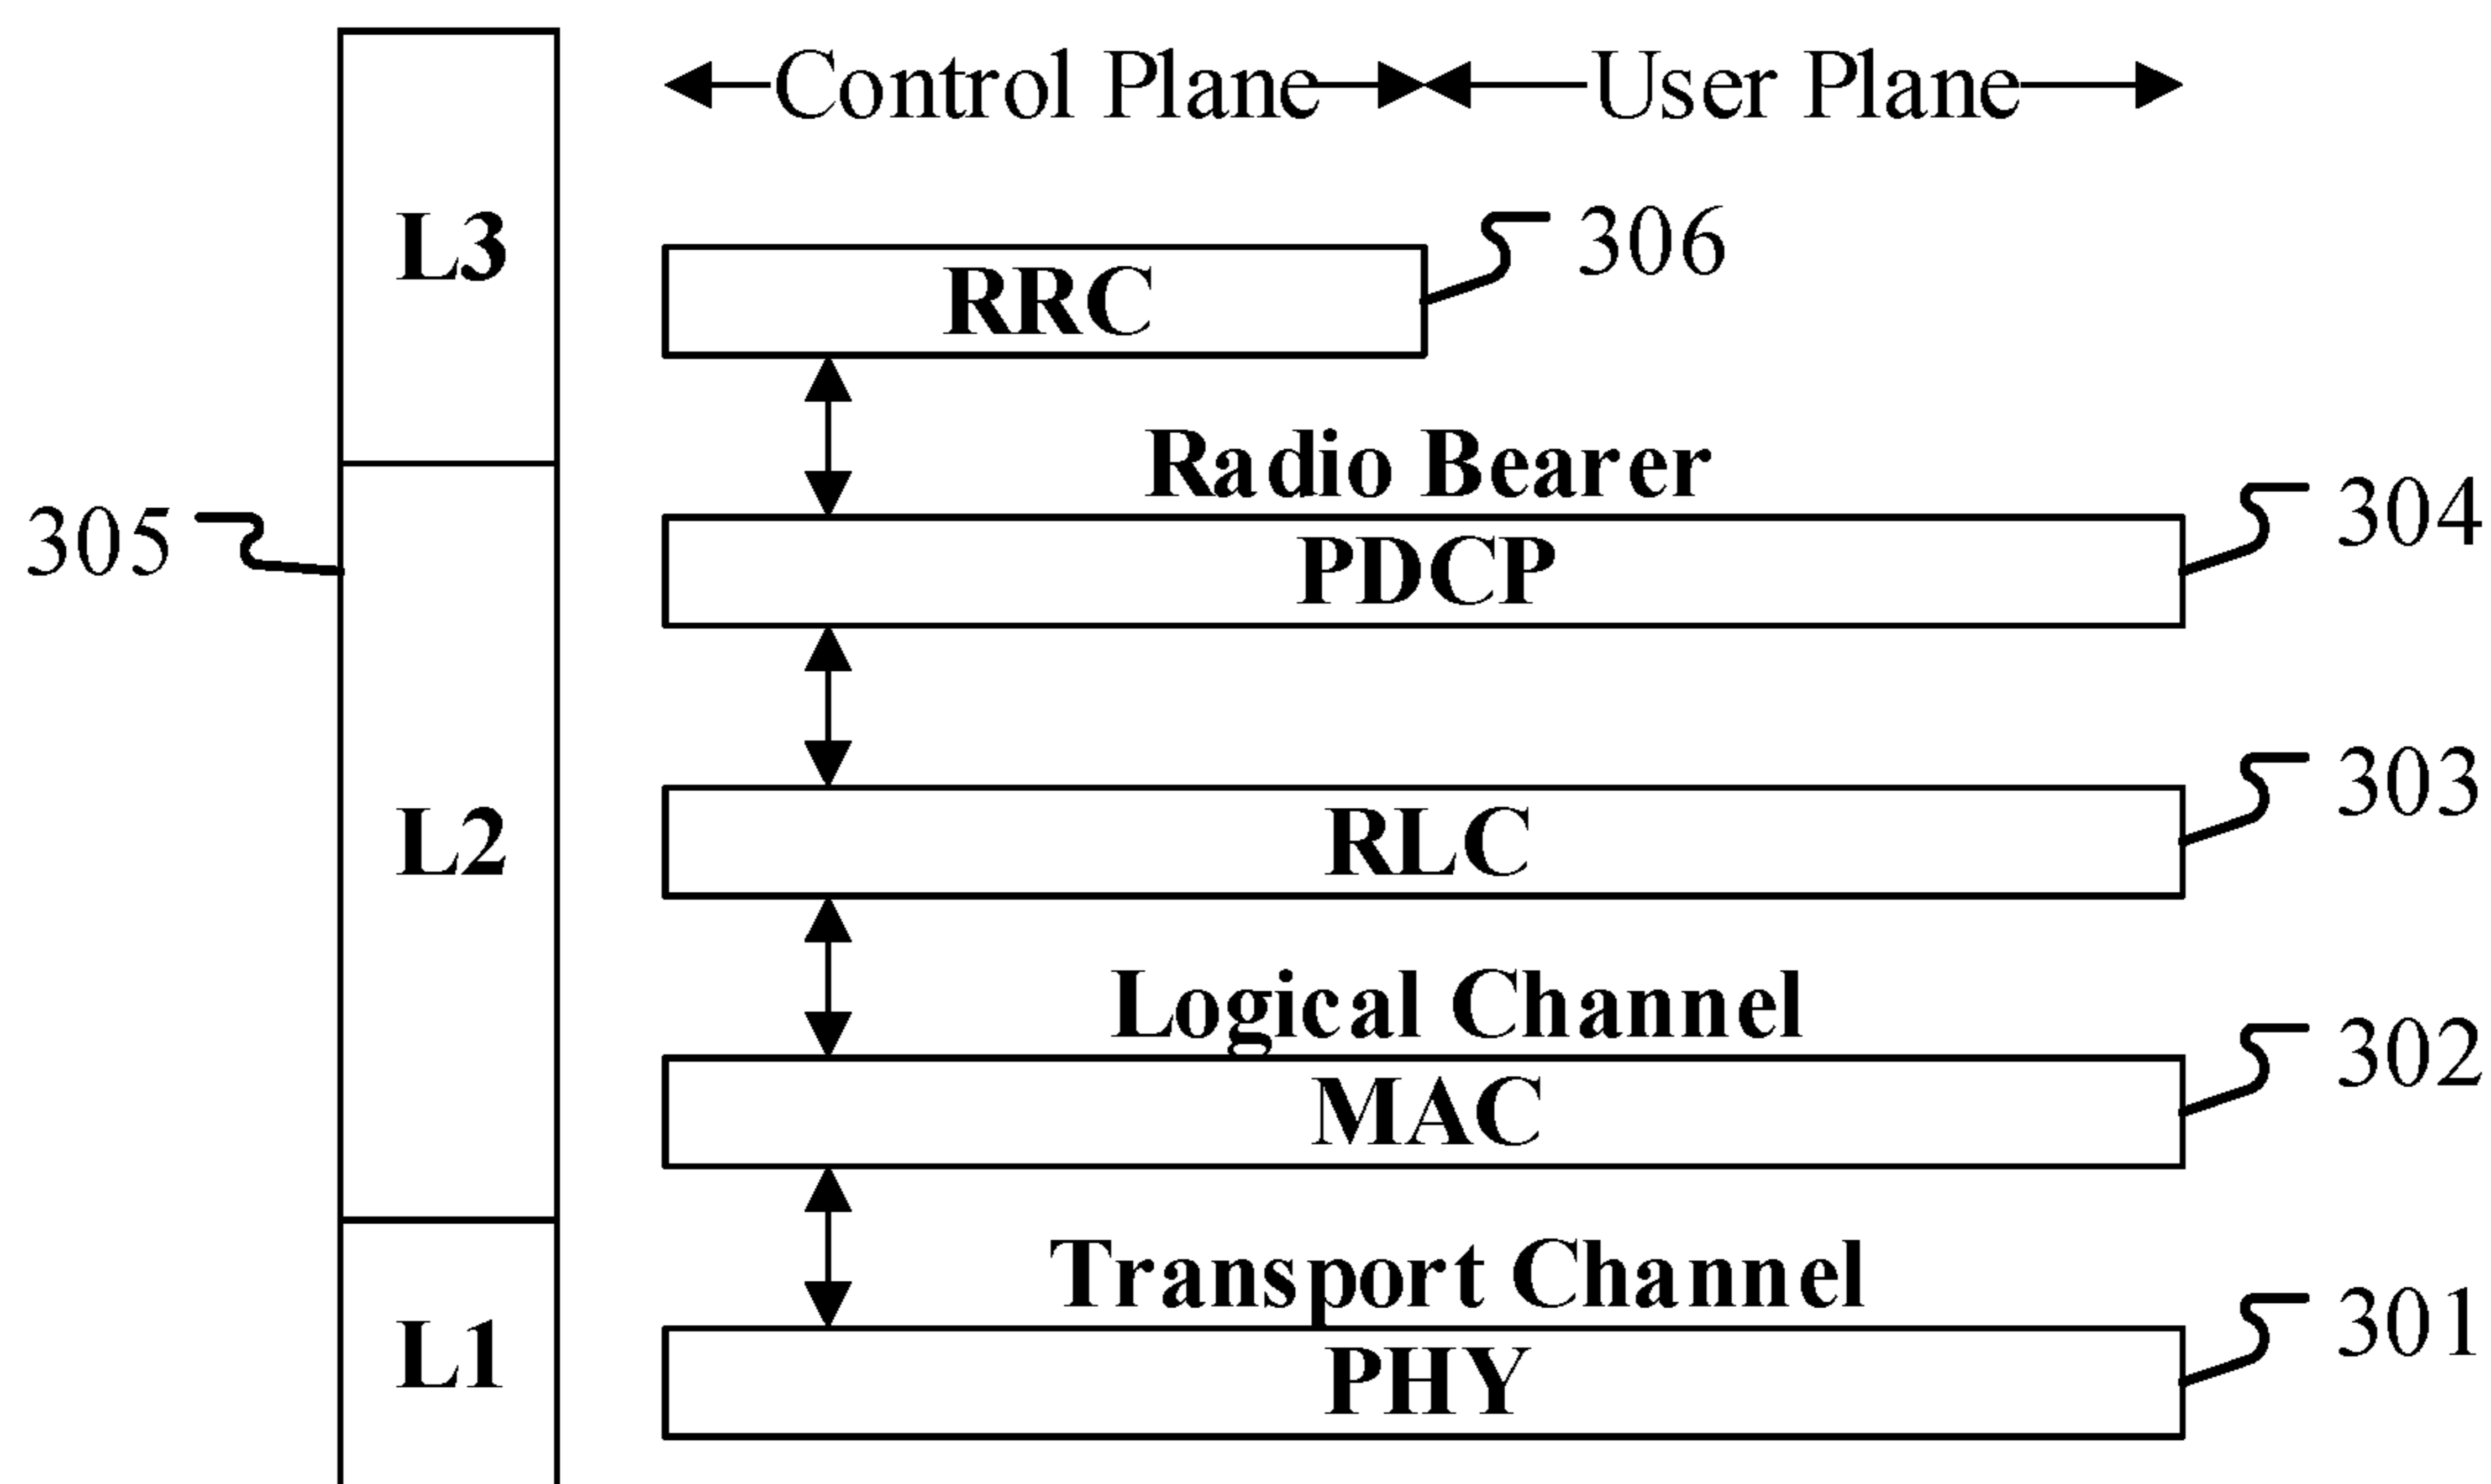 Control Plane User Plane
L3
RRC
306
Radio Bearer
305
PDCP
304
L2
RLC
303
Logical Channel
MAC
302
Transport Channel
L1
PHY
301